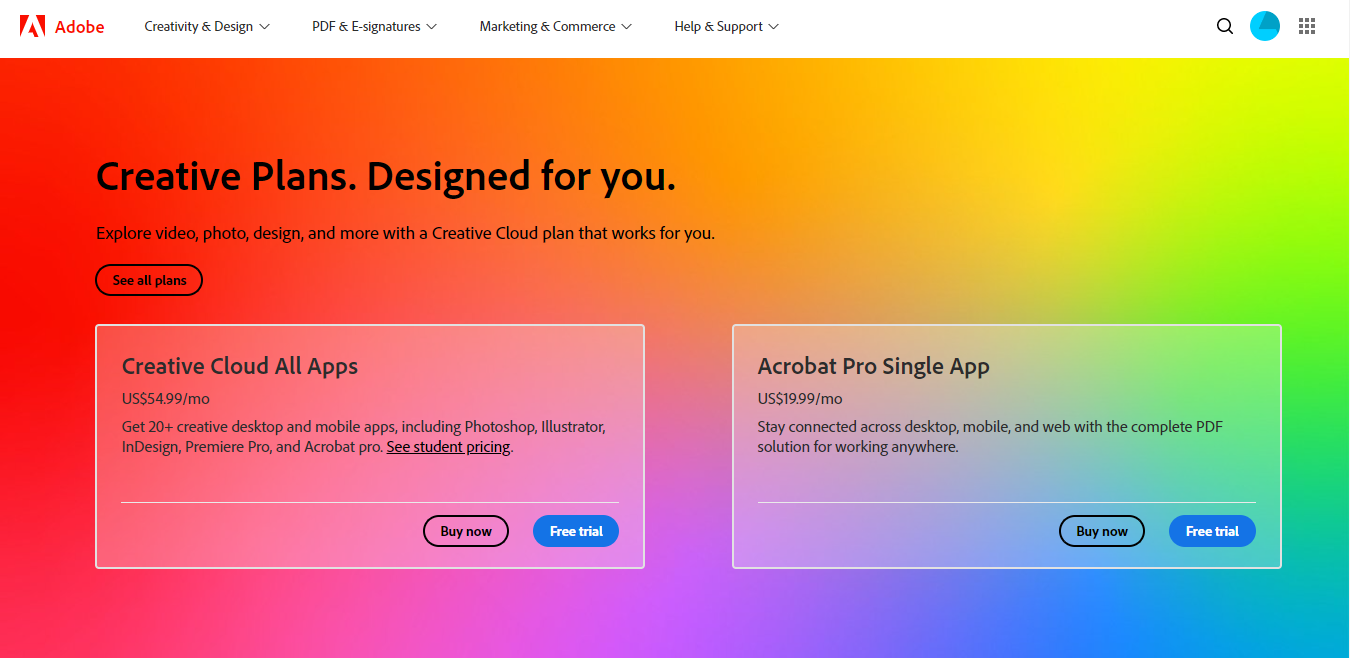 Adobe
Creativity & Design
PDF & E-signatures
Marketing & Commerce
Help & Support
Creative Plans. Designed for you.
Explore video, photo, design, and more with a Creative Cloud plan that works for you.
See all plans
Creative Cloud All Apps
US$54.99/mo
Get 20+ creative desktop and mobile apps, including Photoshop, Illustrator,
InDesign, Premiere Pro, and Acrobat pro. See student pricing.
Buy now
Free trial
Acrobat Pro Single App
US$19.99/mo
Stay connected across desktop, mobile, and web with the complete PDF
solution for working anywhere.
Buy now
Free trial